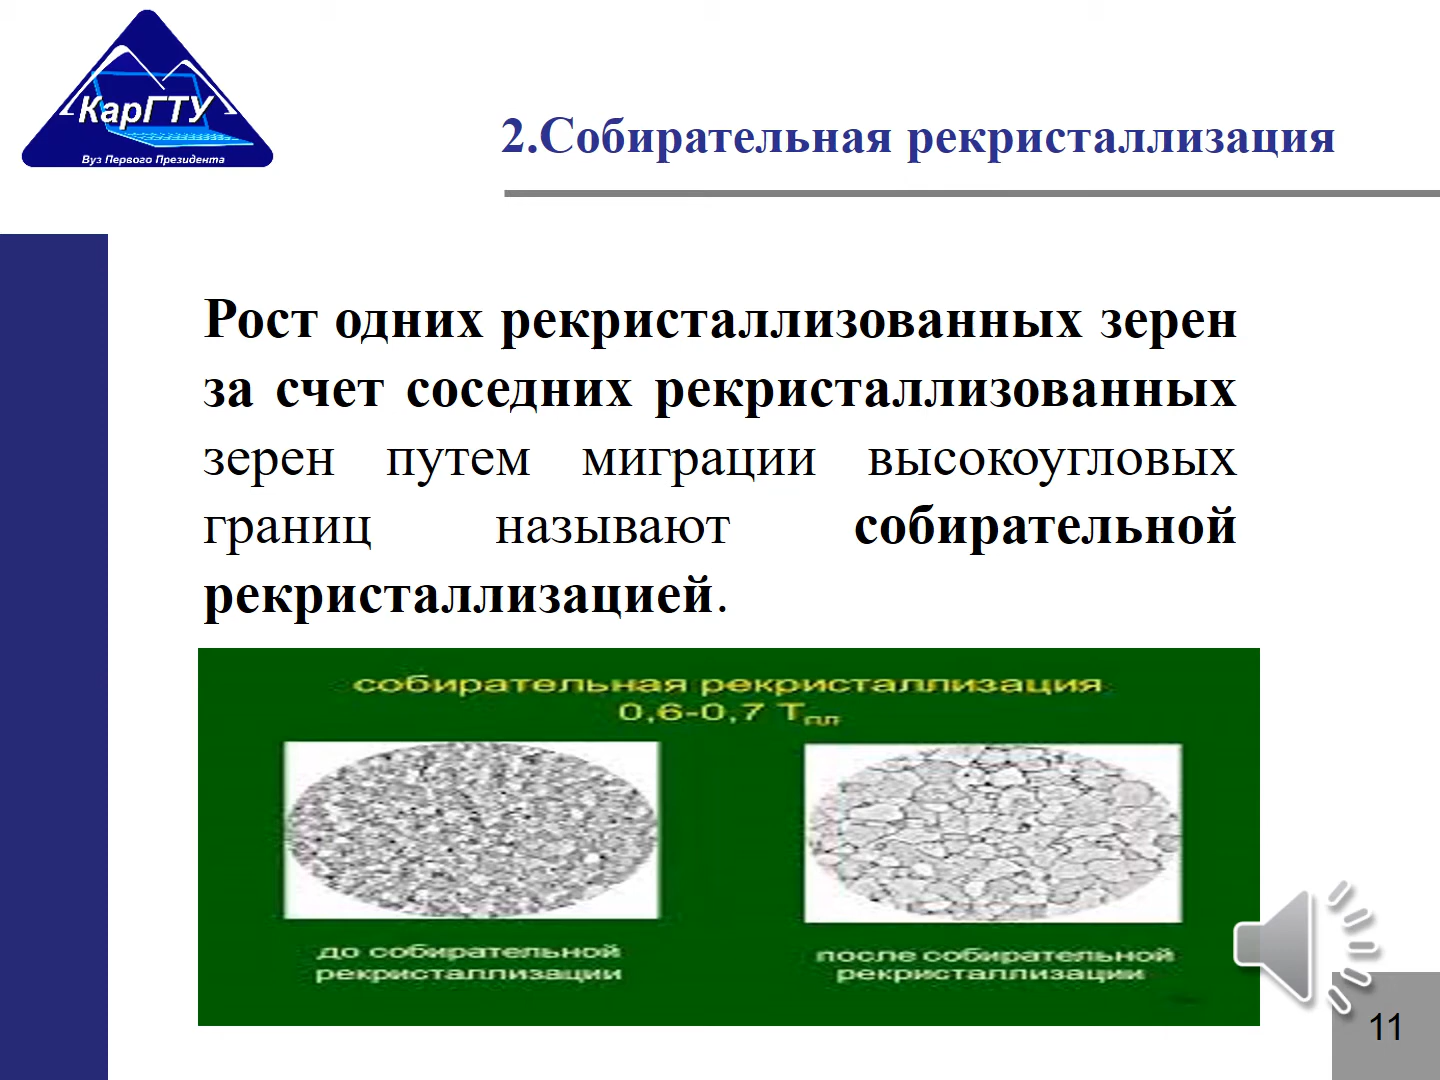 КарГТУ
Вуз Первого Президента
2.Собирательная рекристаллизация
Рост одних рекристаллизованных зерен
за счет соседних рекристаллизованных
зерен путем миграции высокоугловых
границ называют собирательной
рекристаллизацией.
собирательная рекристаллизация
0,6-0,7 Тпл
до собирательной
рекристаллизации
после собирательной
рекристаллизации
11